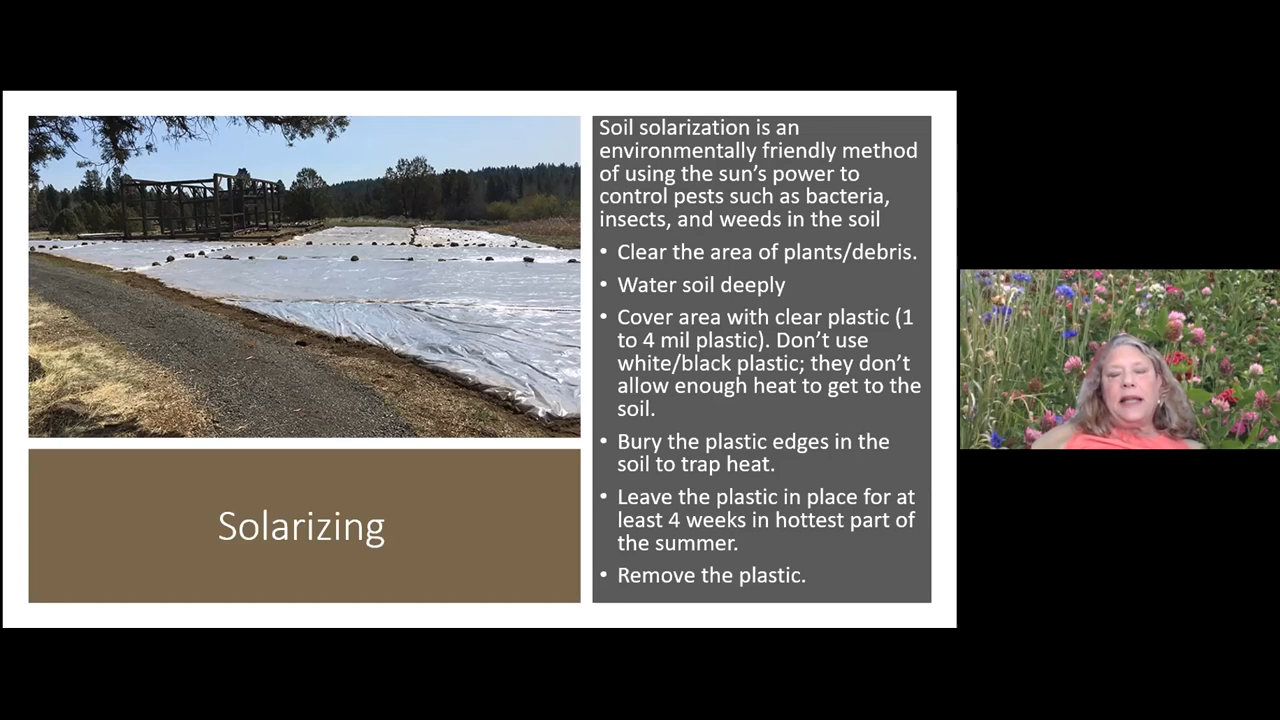 Soil solarization is an
environmentally friendly method
of using the sun's power to
control pests such as bacteria,
insects, and weeds in the soil
• Clear the area of plants/debris.
• Water soil deeply
• Cover area with clear plastic (1
to 4 mil plastic). Don't use
white/black plastic; they don't
allow enough heat to get to the
soil.
• Bury the plastic edges in the
soil to trap heat.
• Leave the plastic in place for at
least 4 weeks in hottest part of
the summer.
• Remove the plastic.
Solarizing